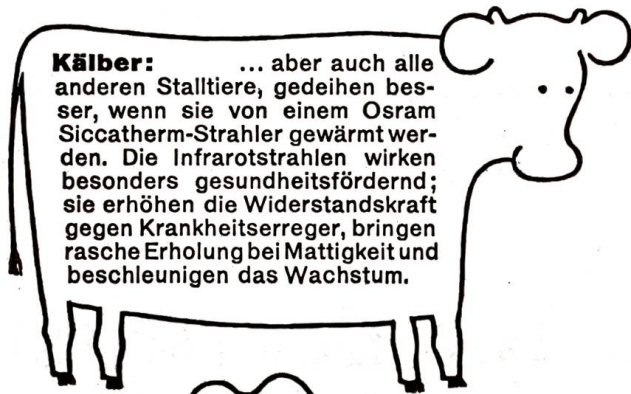 Kälber: ... aber auch alle
anderen Stalltiere, gedeihen bes-
ser, wenn sie von einem Osram
Siccatherm-Strahler gewärmt wer-
den. Die Infrarotstrahlen wirken
besonders gesundheitsfördernd;
sie erhöhen die Widerstandskraft
gegen Krankheitserreger, bringen
rasche Erholung bei Mattigkeit und
beschleunigen das Wachstum.